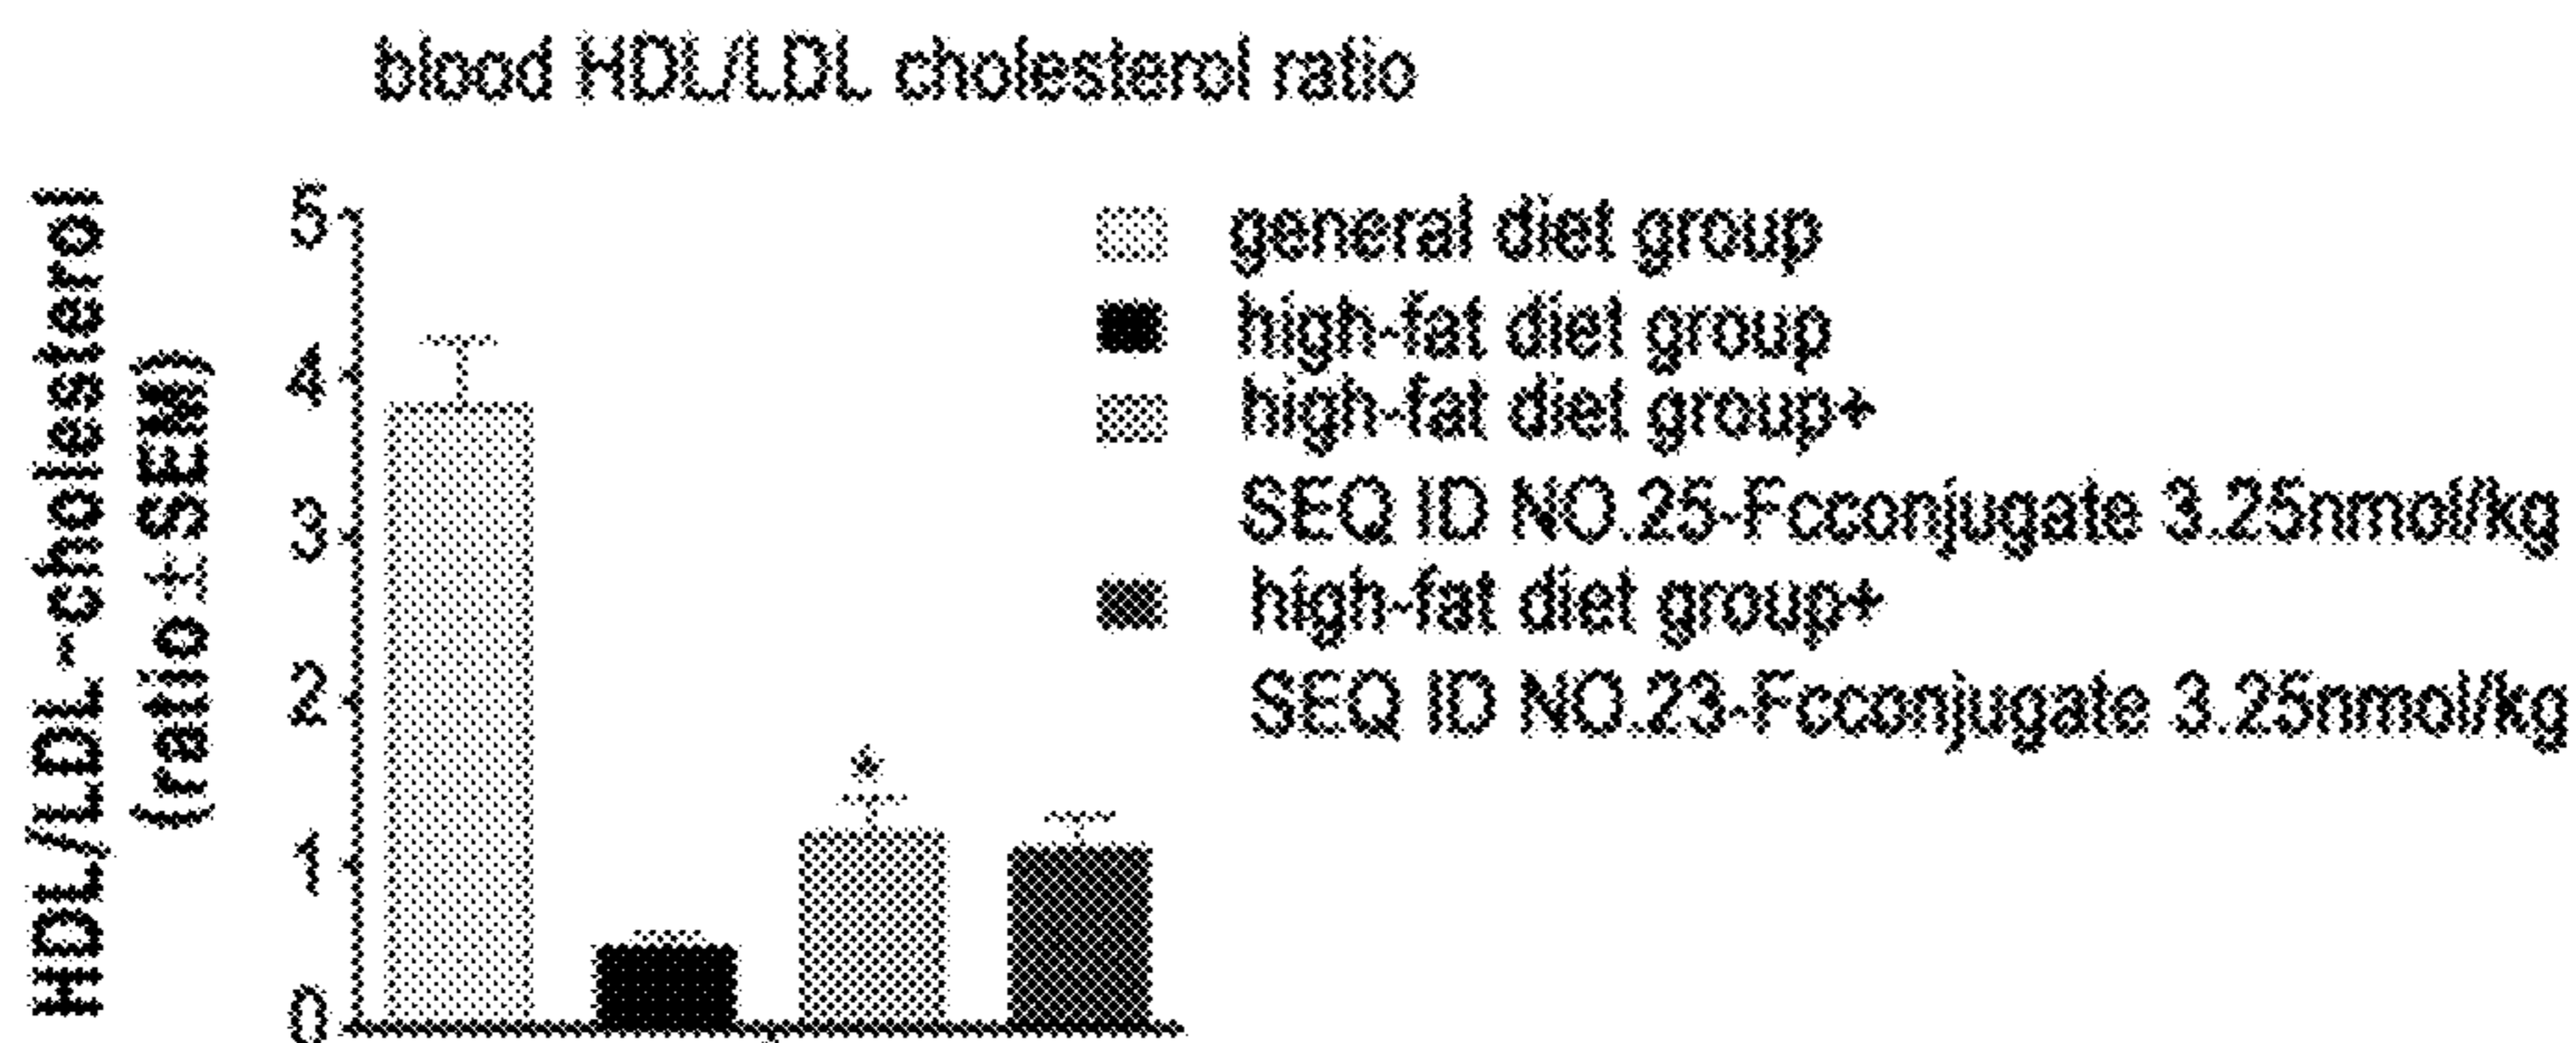 blood HDL/LDL cholesterol ratio
HDL/LDL -cholesterol
(ratio ± SEM)
5
4
3
2
1
0
*
general diet group
high-fat diet group
high-fat diet group+
SEQ ID NO.25-Fcconjugate 3.25nmol/kg
high-fat diet group+
SEQ ID NO.23-Fcconjugate 3.25nmol/kg